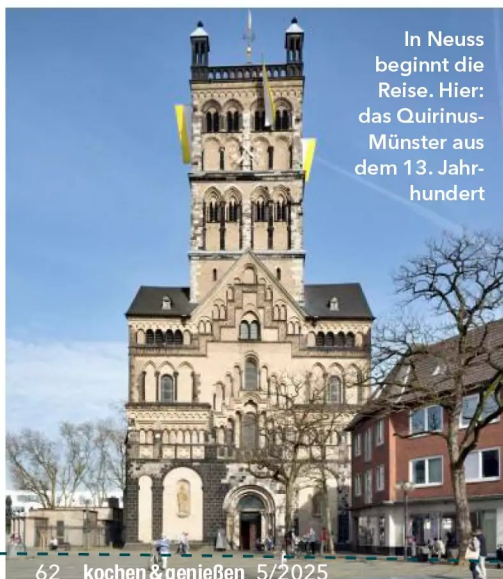 In Neuss
beginnt die
Reise. Hier:
das Quirinus-
Münster aus
dem 13. Jahr-
hundert
62 kochen & genießen 5/2025